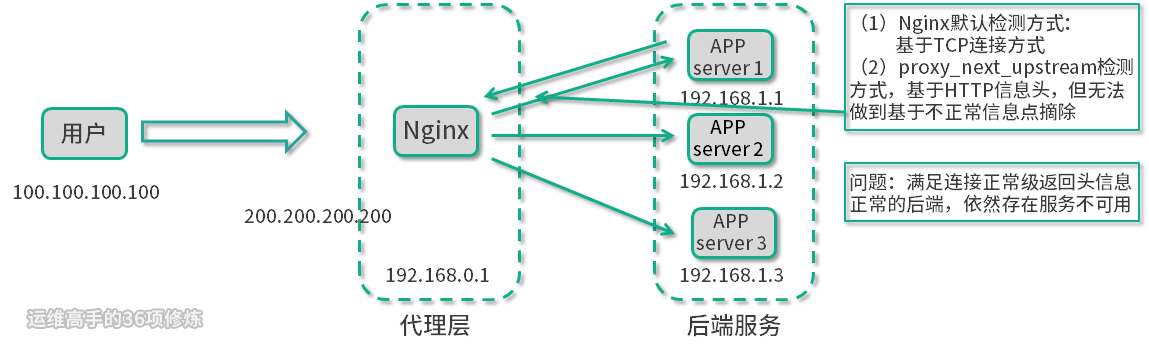 用户
100.100.100.100
200.200.200.200
Nginx
192.168.0.1
代理层
APP
server 1
192.168.1.1
APP
server 2
192.168.1.2
APP
server 3
192.168.1.3
后端服务
（1）Nginx默认检测方式：
基于TCP连接方式
（2）proxy_next_upstream检测
方式，基于HTTP信息头，但无法
做到基于不正常信息点摘除
问题：满足连接正常级返回头信息
正常的后端，依然存在服务不可用
运维高手的36项修炼